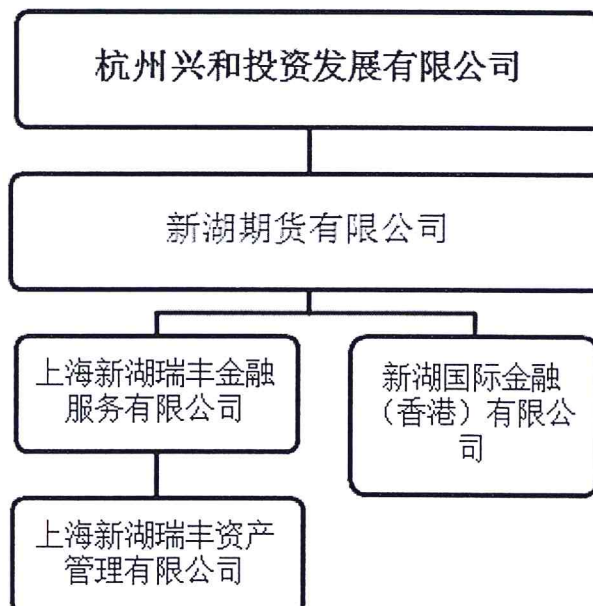 杭州兴和投资发展有限公司
新湖期货有限公司
上海新湖瑞丰金融
服务有限公司
新湖国际金融
（香港）有限公
司
上海新湖瑞丰资产
管理有限公司